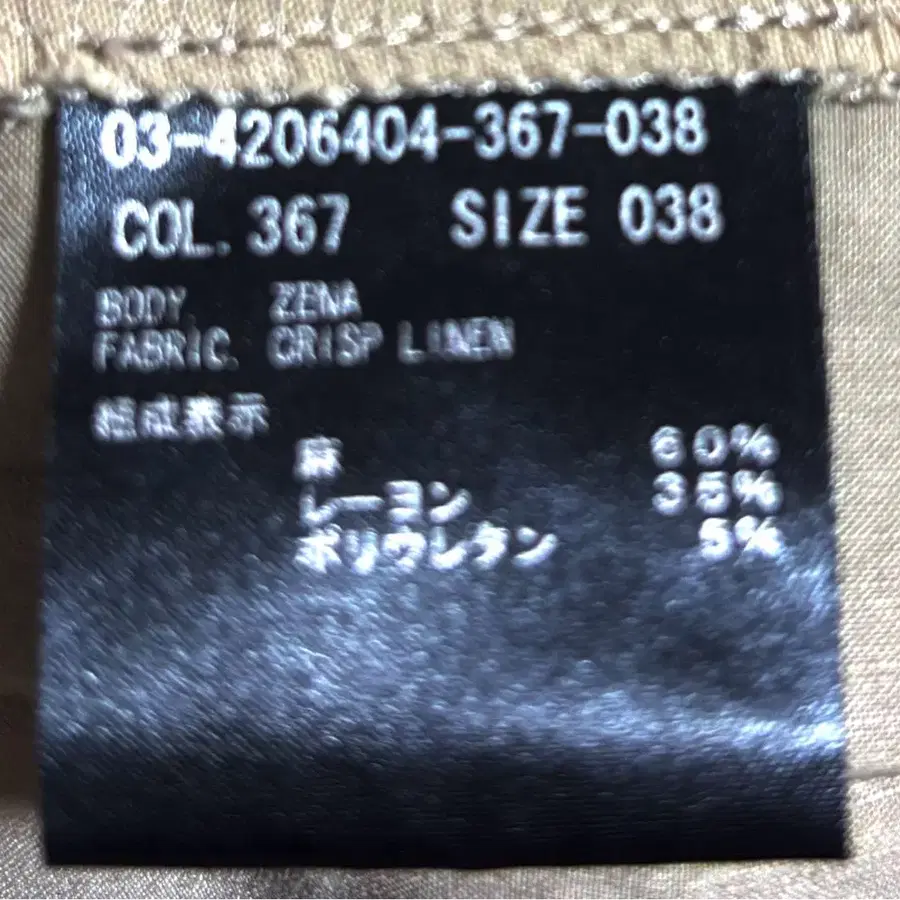 03-4206404-367-038
COL. 367 SIZE 038
BODY. ZENA
FABRIC. CRISP LINEN
組成表示
麻 60%
レーヨン 35%
ポリウレタン 5%